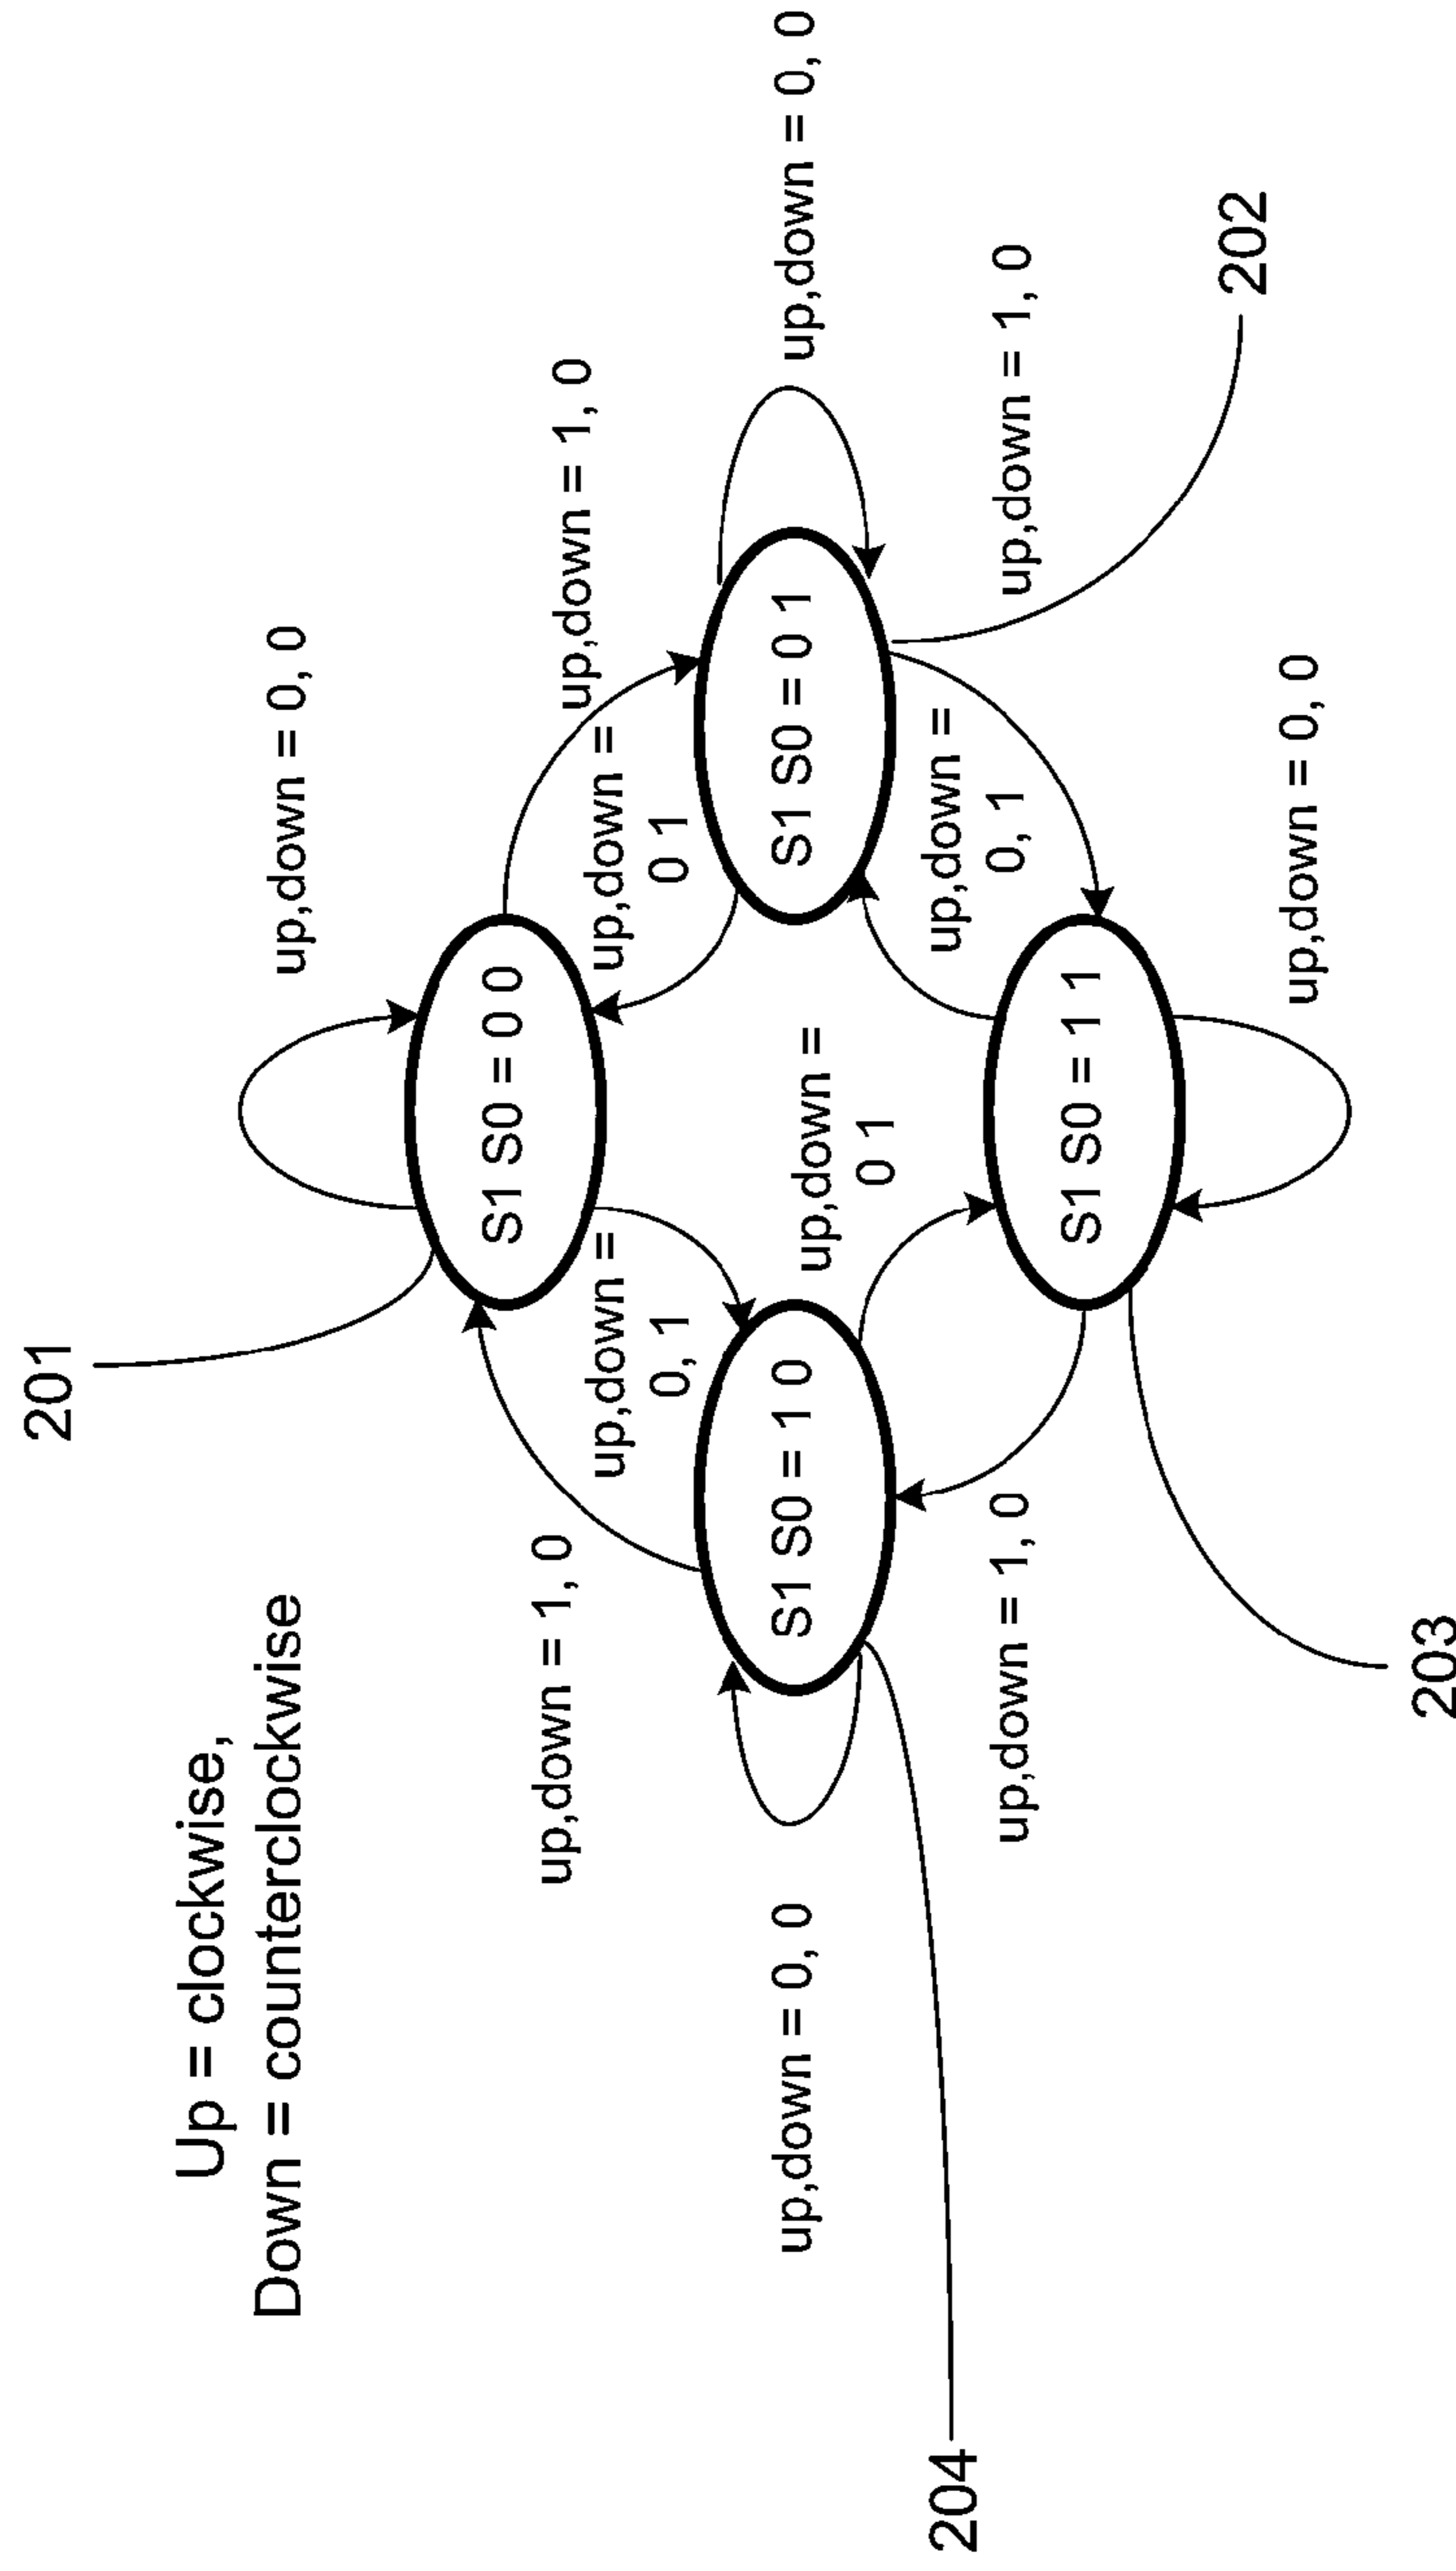 201
Up = clockwise,
Down = counterclockwise
up,down = 0, 0
S1 S0 = 0 0
up,down = 1, 0
up,down = 1, 0
up,down =
0, 1
up,down =
0 1
up,down = 0, 0
S1 S0 = 1 0
up,down =
0 1
S1 S0 = 0 1
up,down = 0, 0
up,down =
0, 1
up,down = 1, 0
up,down = 1, 0
S1 S0 = 1 1
204
202
up,down = 0, 0
203